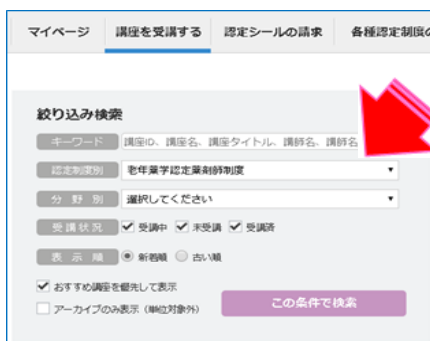 マイページ 講座を受講する 認定シールの請求 各種認定制度の
絞り込み検索
キーワード 講座ID、講座名、講座タイトル、講師名、講師名
認定制度別 老年薬学認定薬剤師制度
分野別 選択してください
受講状況 受講中 未受講 受講済
表示順 新着順 古い順
おすすめ講座を優先して表示
アーカイブのみ表示（単位対象外） この条件で検索